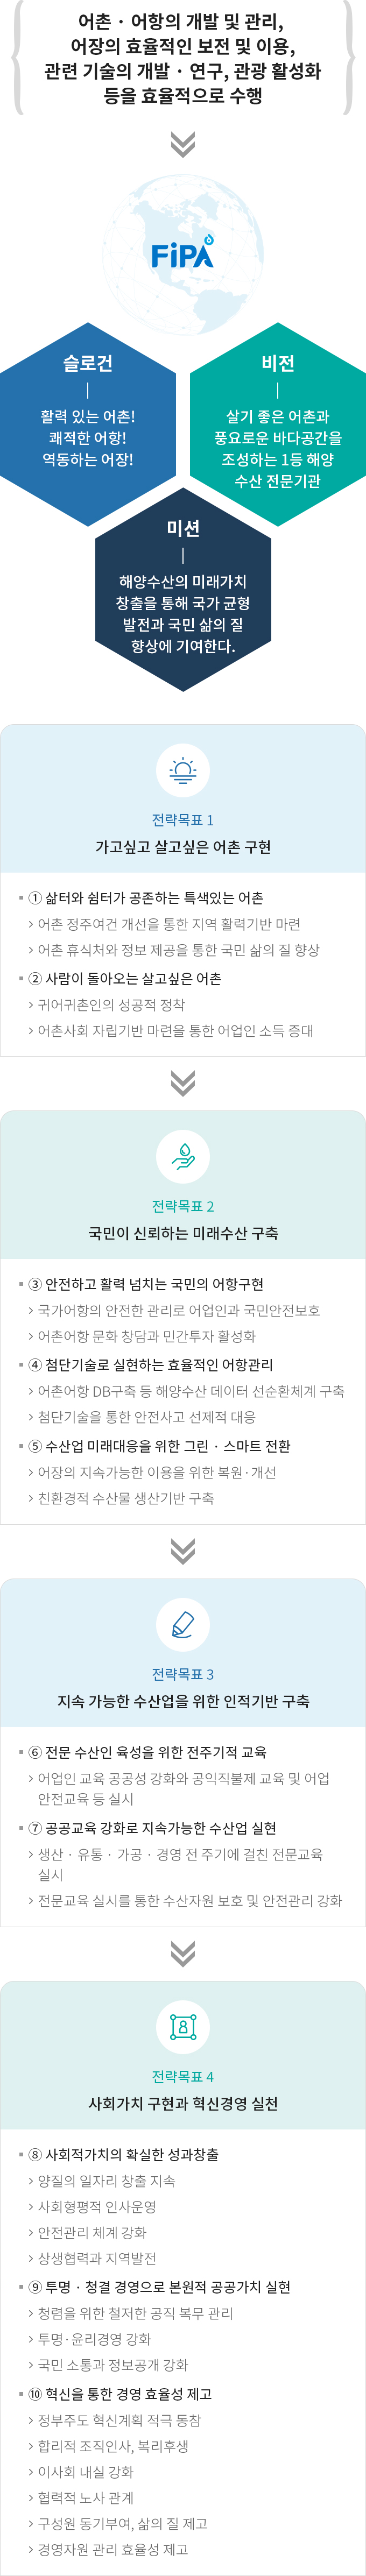 어촌 · 어항의 개발 및 관리,
어장의 효율적인 보전 및 이용,
관련 기술의 개발 · 연구, 관광 활성화
등을 효율적으로 수행
FiPA
슬로건
활력 있는 어촌!
쾌적한 어항!
역동하는 어장!
비전
살기 좋은 어촌과
풍요로운 바다공간을
조성하는 1등 해양
수산 전문기관
미션
해양수산의 미래가치
창출을 통해 국가 균형
발전과 국민 삶의 질
향상에 기여한다.
전략목표 1
가고싶고 살고싶은 어촌 구현
① 삶터와 쉼터가 공존하는 특색있는 어촌
> 어촌 정주여건 개선을 통한 지역 활력기반 마련
> 어촌 휴식처와 정보 제공을 통한 국민 삶의 질 향상
② 사람이 돌아오는 살고싶은 어촌
> 귀어귀촌인의 성공적 정착
> 어촌사회 자립기반 마련을 통한 어업인 소득 증대
전략목표 2
국민이 신뢰하는 미래수산 구축
③ 안전하고 활력 넘치는 국민의 어항구현
> 국가어항의 안전한 관리로 어업인과 국민안전보호
> 어촌어항 문화 창담과 민간투자 활성화
④ 첨단기술로 실현하는 효율적인 어항관리
> 어촌어항 DB구축 등 해양수산 데이터 선순환체계 구축
> 첨단기술을 통한 안전사고 선제적 대응
⑤ 수산업 미래대응을 위한 그린 · 스마트 전환
> 어장의 지속가능한 이용을 위한 복원·개선
> 친환경적 수산물 생산기반 구축
전략목표 3
지속 가능한 수산업을 위한 인적기반 구축
⑥ 전문 수산인 육성을 위한 전주기적 교육
> 어업인 교육 공공성 강화와 공익직불제 교육 및 어업
안전교육 등 실시
⑦ 공공교육 강화로 지속가능한 수산업 실현
> 생산 · 유통 · 가공 · 경영 전 주기에 걸친 전문교육
실시
> 전문교육 실시를 통한 수산자원 보호 및 안전관리 강화
전략목표 4
사회가치 구현과 혁신경영 실천
⑧ 사회적가치의 확실한 성과창출
> 양질의 일자리 창출 지속
> 사회형평적 인사운영
> 안전관리 체계 강화
> 상생협력과 지역발전
⑨ 투명 · 청결 경영으로 본원적 공공가치 실현
> 청렴을 위한 철저한 공직 복무 관리
> 투명·윤리경영 강화
> 국민 소통과 정보공개 강화
⑩ 혁신을 통한 경영 효율성 제고
> 정부주도 혁신계획 적극 동참
> 합리적 조직인사, 복리후생
> 이사회 내실 강화
> 협력적 노사 관계
> 구성원 동기부여, 삶의 질 제고
> 경영자원 관리 효율성 제고